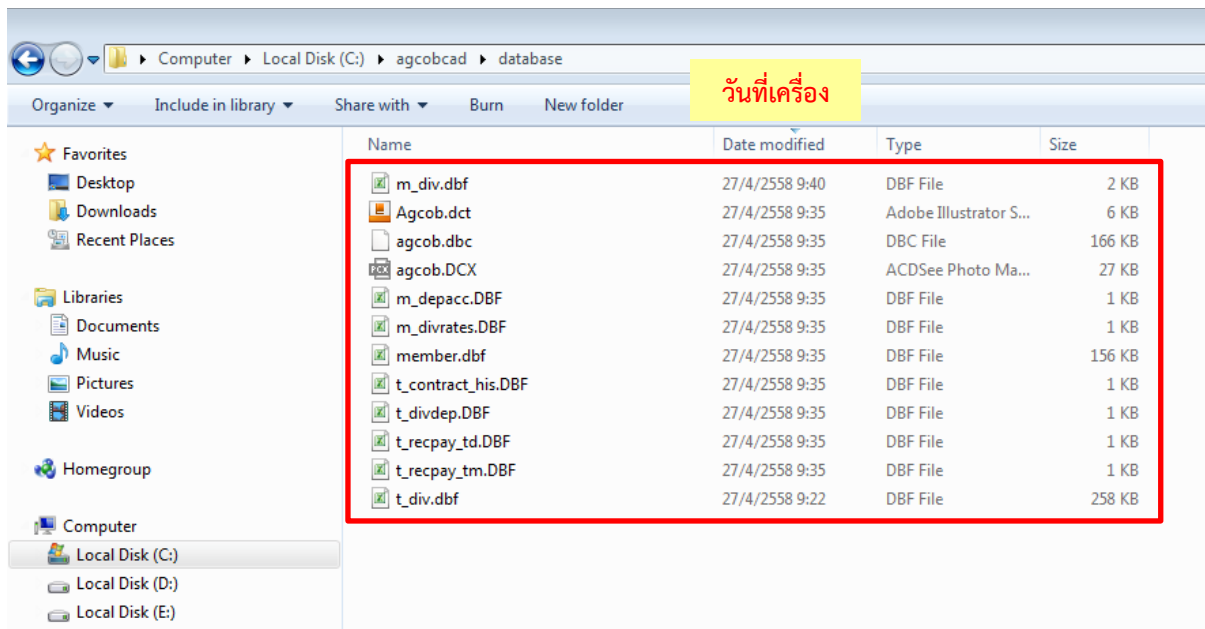 Computer Local Disk (C:) agcobcad database
วันที่เครื่อง
Organize Include in library Share with Burn New folder
Favorites
Desktop
Downloads
Recent Places
Libraries
Documents
Music
Pictures
Videos
Homegroup
Computer
Local Disk (C:)
Local Disk (D:)
Local Disk (E:)
Name Date modified Type Size
m_div.dbf 27/4/2558 9:40 DBF File 2 KB
Agcob.dct 27/4/2558 9:35 Adobe Illustrator S... 6 KB
agcob.dbc 27/4/2558 9:35 DBC File 166 KB
agcob.DCX 27/4/2558 9:35 ACDSee Photo Ma... 27 KB
m_depacc.DBF 27/4/2558 9:35 DBF File 1 KB
m_divrates.DBF 27/4/2558 9:35 DBF File 1 KB
member.dbf 27/4/2558 9:35 DBF File 156 KB
t_contract_his.DBF 27/4/2558 9:35 DBF File 1 KB
t_divdep.DBF 27/4/2558 9:35 DBF File 1 KB
t_recpay_td.DBF 27/4/2558 9:35 DBF File 1 KB
t_recpay_tm.DBF 27/4/2558 9:35 DBF File 1 KB
t_div.dbf 27/4/2558 9:22 DBF File 258 KB